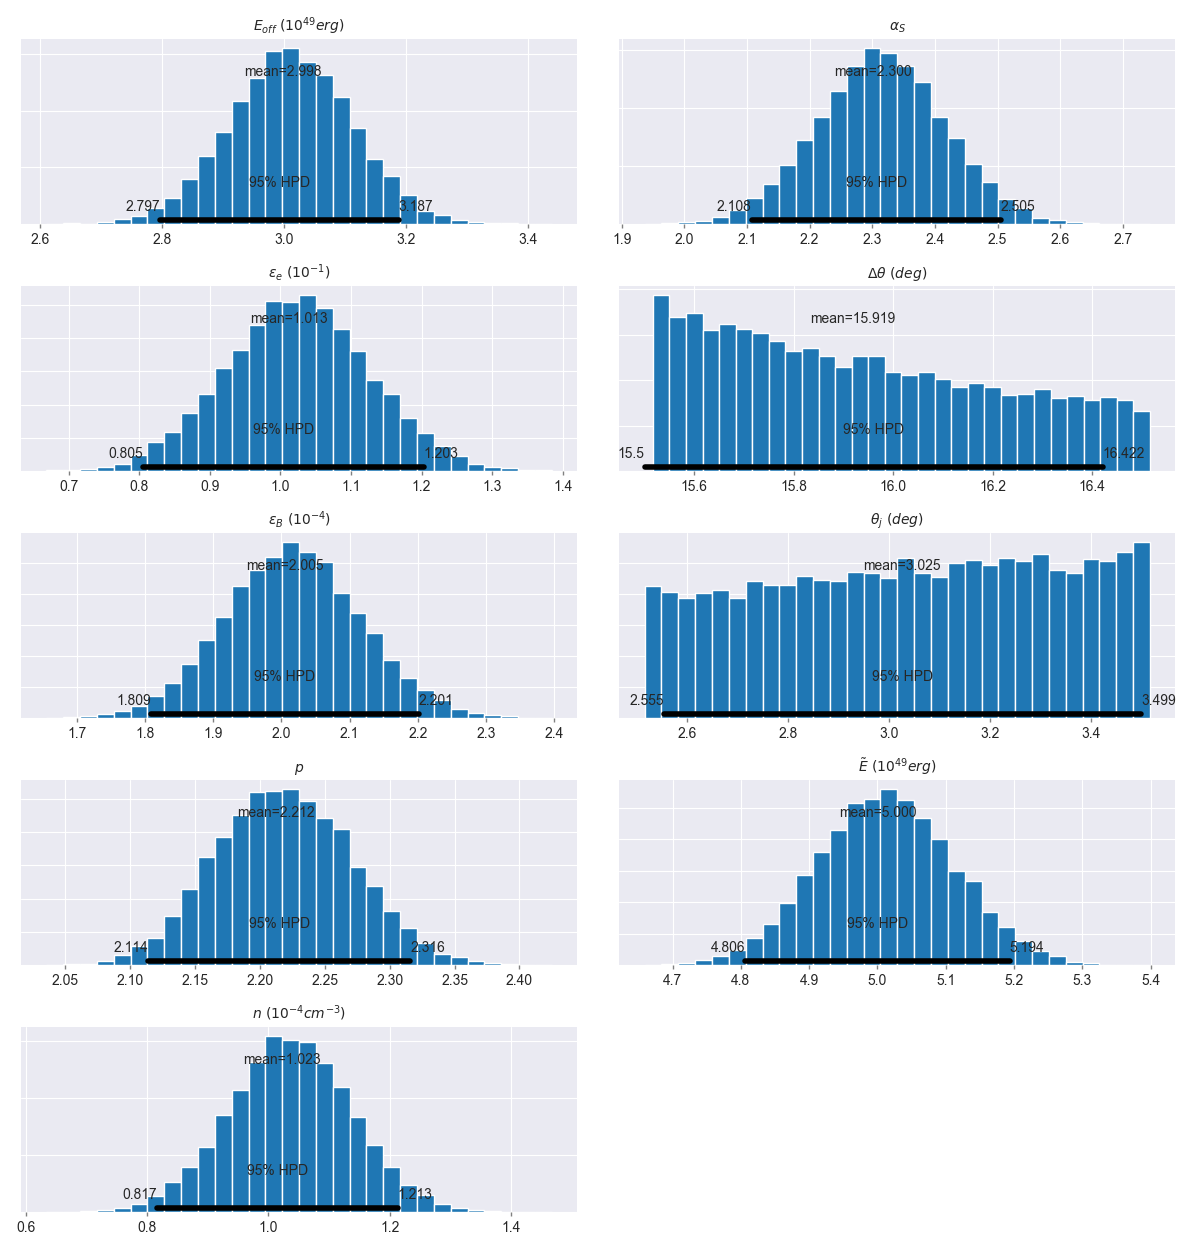 E_off (10^49 erg)
mean=2.998
95% HPD
2.797 3.187
2.6 2.8 3.0 3.2 3.4
α_S
mean=2.300
95% HPD
2.108 2.505
1.9 2.0 2.1 2.2 2.3 2.4 2.5 2.6 2.7
ε_e (10^-1)
mean=1.013
95% HPD
0.805 1.203
0.7 0.8 0.9 1.0 1.1 1.2 1.3 1.4
Δθ (deg)
mean=15.919
95% HPD
15.5 16.422
15.6 15.8 16.0 16.2 16.4
ε_B (10^-4)
mean=2.005
95% HPD
1.809 2.201
1.7 1.8 1.9 2.0 2.1 2.2 2.3 2.4
θ_j (deg)
mean=3.025
95% HPD
2.555 3.499
2.6 2.8 3.0 3.2 3.4
p
mean=2.212
95% HPD
2.114 2.316
2.05 2.10 2.15 2.20 2.25 2.30 2.35 2.40
Ẽ (10^49 erg)
mean=5.000
95% HPD
4.806 5.194
4.7 4.8 4.9 5.0 5.1 5.2 5.3 5.4
n (10^-4 cm^-3)
mean=1.023
95% HPD
0.817 1.213
0.6 0.8 1.0 1.2 1.4